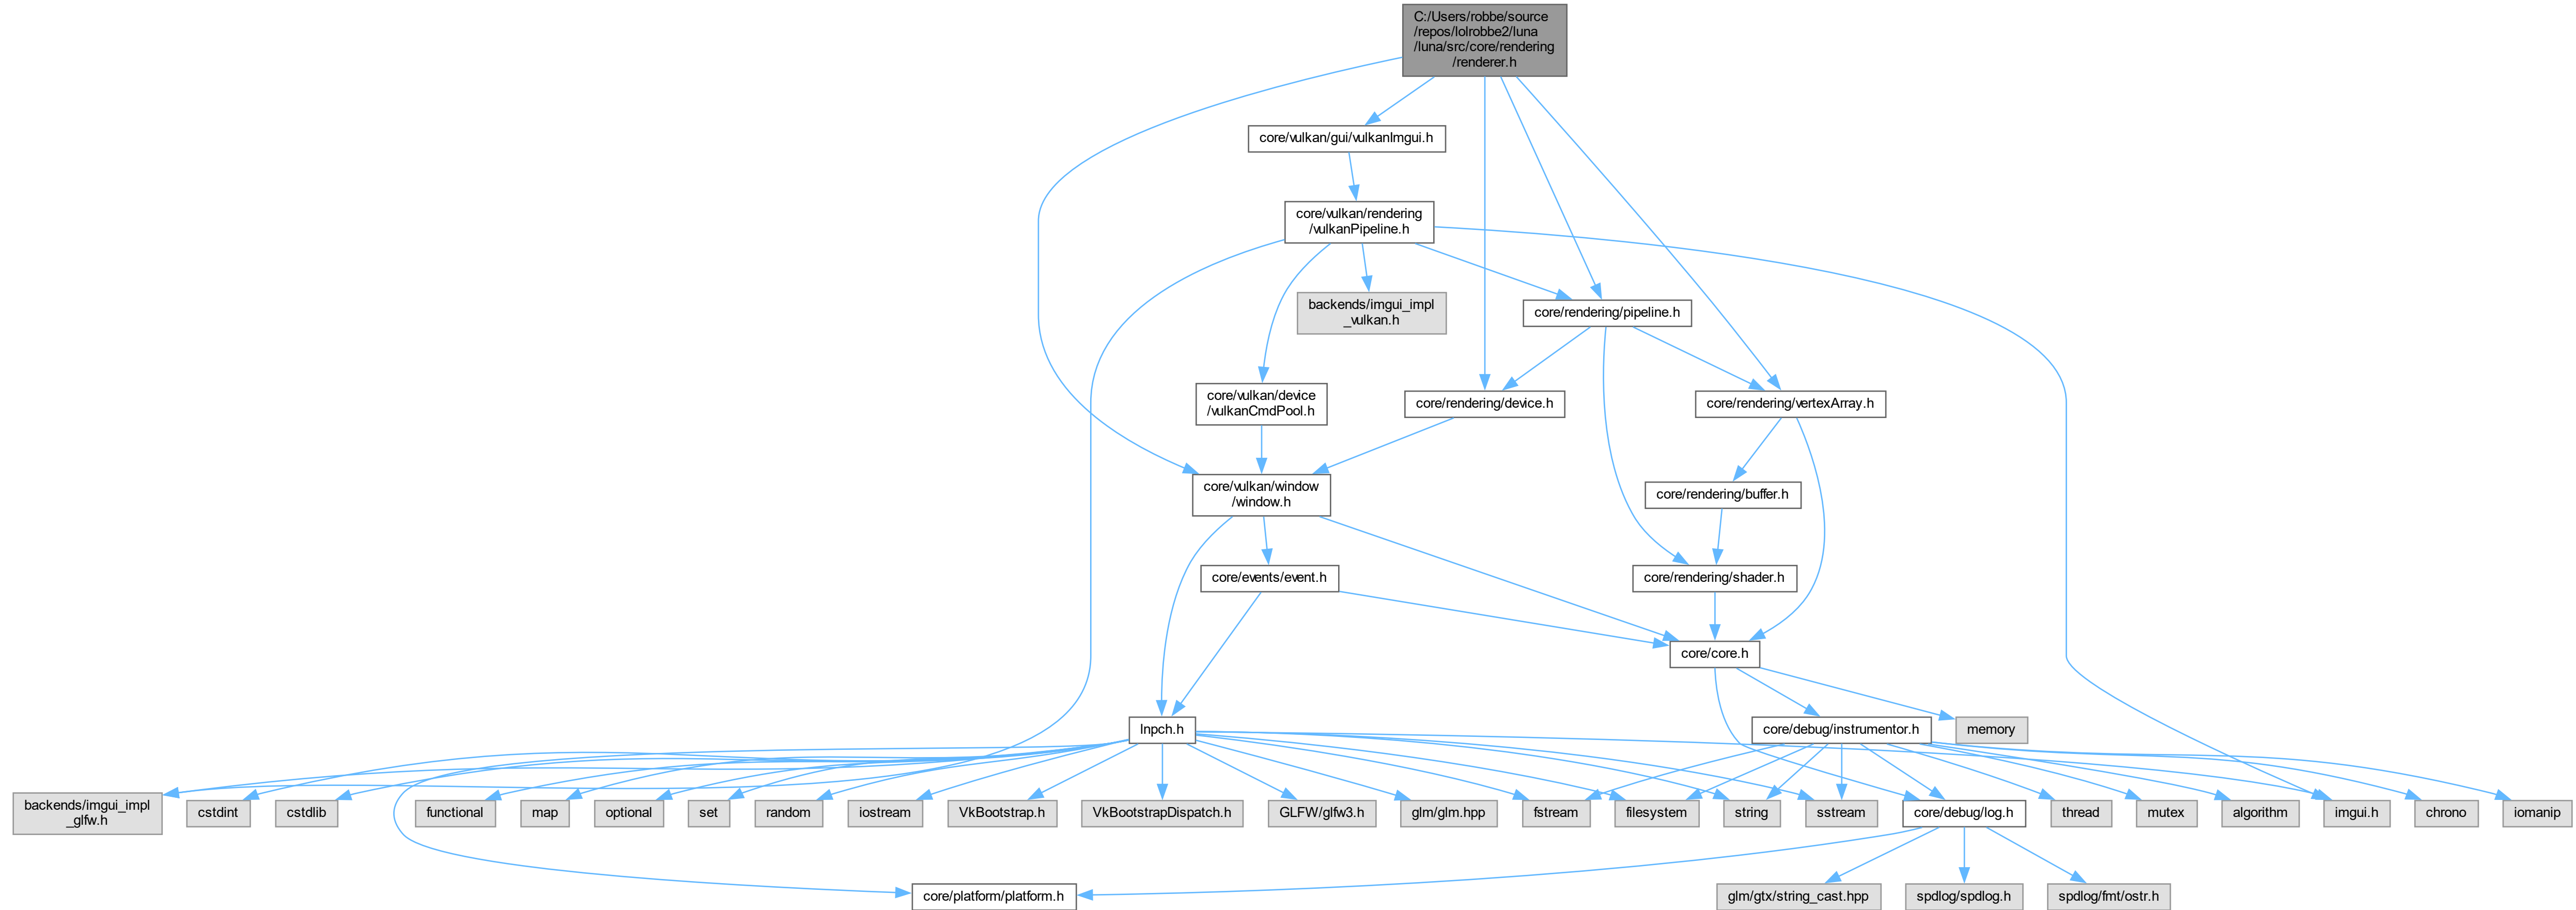 C:/Users/robbe/source
/repos/lolrobbe2/luna
/luna/src/core/rendering
/renderer.h
core/vulkan/gui/vulkanImgui.h
core/vulkan/rendering
/vulkanPipeline.h
backends/imgui_impl
_vulkan.h
core/rendering/pipeline.h
core/vulkan/device
/vulkanCmdPool.h
core/rendering/device.h
core/rendering/vertexArray.h
core/vulkan/window
/window.h
core/rendering/buffer.h
core/events/event.h
core/rendering/shader.h
core/core.h
lnpch.h
core/debug/instrumentor.h
memory
backends/imgui_impl
_glfw.h
cstdint
cstdlib
functional
map
optional
set
random
iostream
VkBootstrap.h
VkBootstrapDispatch.h
GLFW/glfw3.h
glm/glm.hpp
fstream
filesystem
string
sstream
core/debug/log.h
thread
mutex
algorithm
imgui.h
chrono
iomanip
core/platform/platform.h
glm/gtx/string_cast.hpp
spdlog/spdlog.h
spdlog/fmt/ostr.h